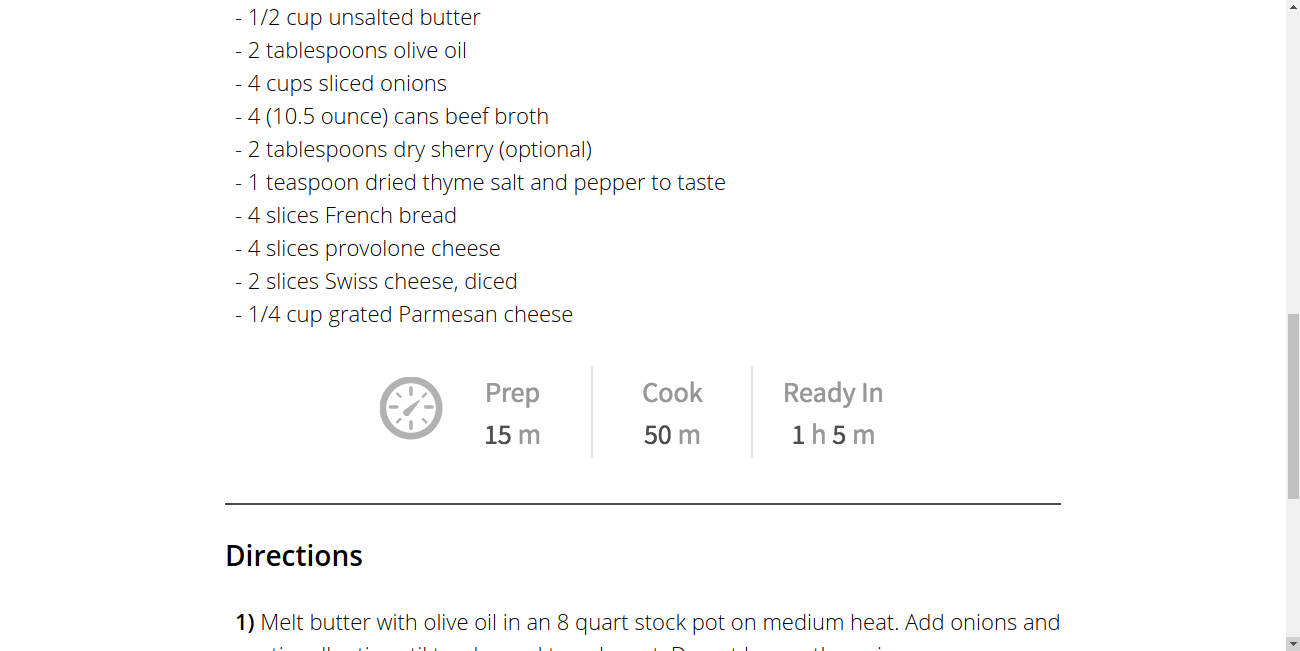 - 1/2 cup unsalted butter
- 2 tablespoons olive oil
- 4 cups sliced onions
- 4 (10.5 ounce) cans beef broth
- 2 tablespoons dry sherry (optional)
- 1 teaspoon dried thyme salt and pepper to taste
- 4 slices French bread
- 4 slices provolone cheese
- 2 slices Swiss cheese, diced
- 1/4 cup grated Parmesan cheese
Prep Cook Ready In
15 m 50 m 1 h 5 m
Directions
1) Melt butter with olive oil in an 8 quart stock pot on medium heat. Add onions and